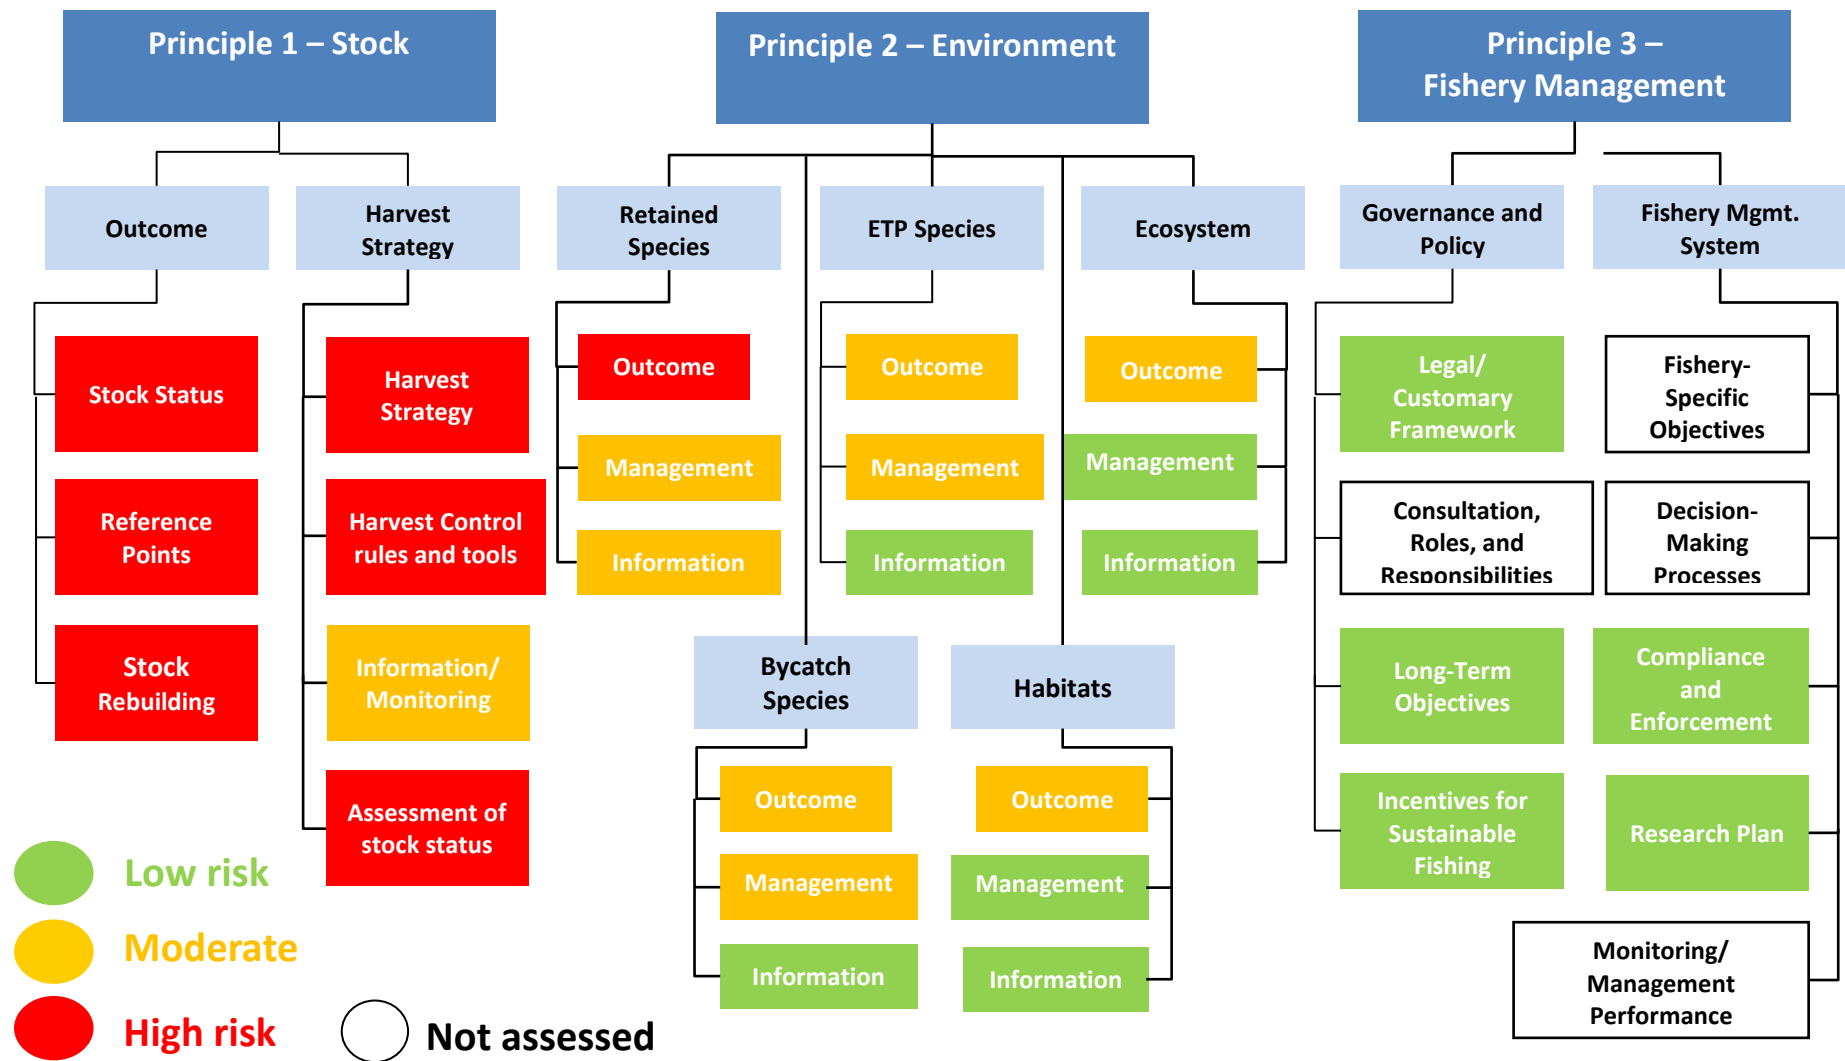 Principle 1 – Stock
Principle 2 – Environment
Principle 3 –
Fishery Management
Outcome
Harvest
Strategy
Retained
Species
ETP Species
Ecosystem
Governance and
Policy
Fishery Mgmt.
System
Stock Status
Reference
Points
Stock
Rebuilding
Harvest
Strategy
Harvest Control
rules and tools
Information/
Monitoring
Assessment of
stock status
Outcome
Management
Information
Outcome
Management
Information
Outcome
Management
Information
Bycatch
Species
Habitats
Outcome
Management
Information
Outcome
Management
Information
Legal/
Customary
Framework
Consultation,
Roles, and
Responsibilities
Long-Term
Objectives
Incentives for
Sustainable
Fishing
Fishery-
Specific
Objectives
Decision-
Making
Processes
Compliance
and
Enforcement
Research Plan
Monitoring/
Management
Performance
Low risk
Moderate
High risk
Not assessed